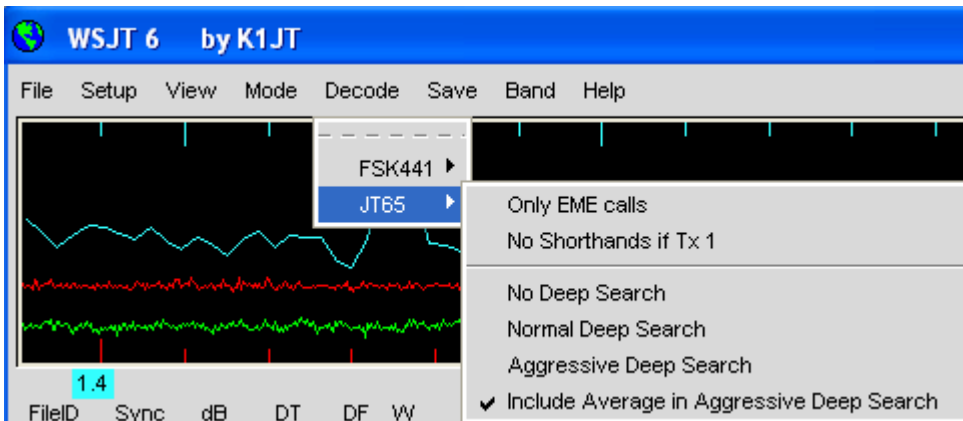 WSJT 6 by K1JT
File Setup View Mode Decode Save Band Help
FSK441
JT65
Only EME calls
No Shorthands if Tx 1
No Deep Search
Normal Deep Search
Aggressive Deep Search
Include Average in Aggressive Deep Search
1.4
FileID Sync dB DT DF W